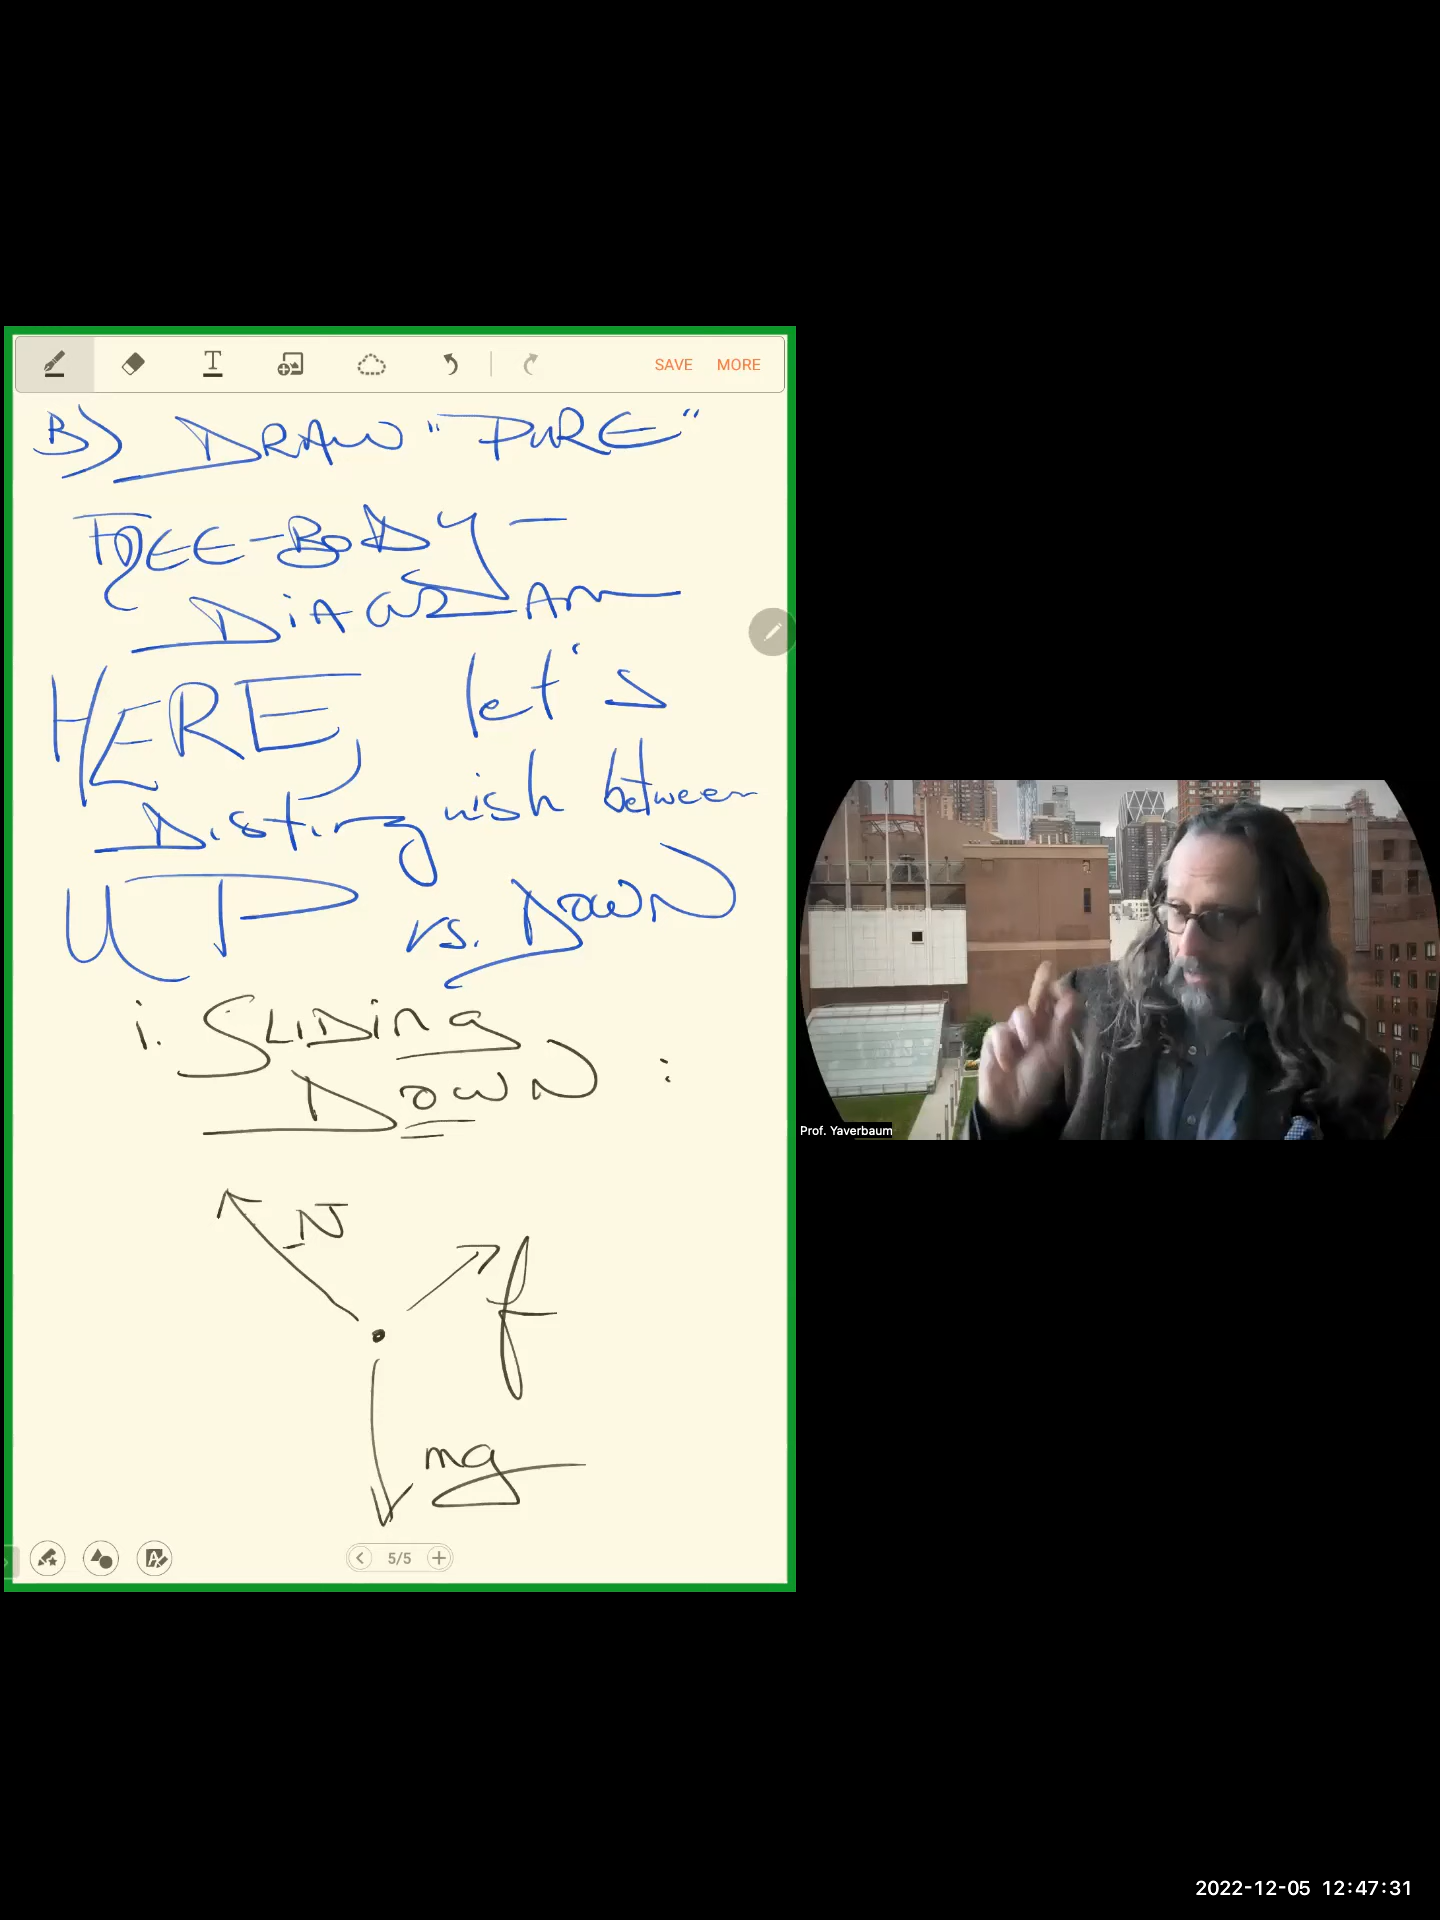 T
SAVE MORE
B) DRAW "PURE"
FREE-BODY-
DIAGRAM
HERE, let's
Distinguish between
UP vs. DOWN
i. SLIDING
DOWN :
N
f
mg
A
5/5
Prof. Yaverbaum
2022-12-05 12:47:31